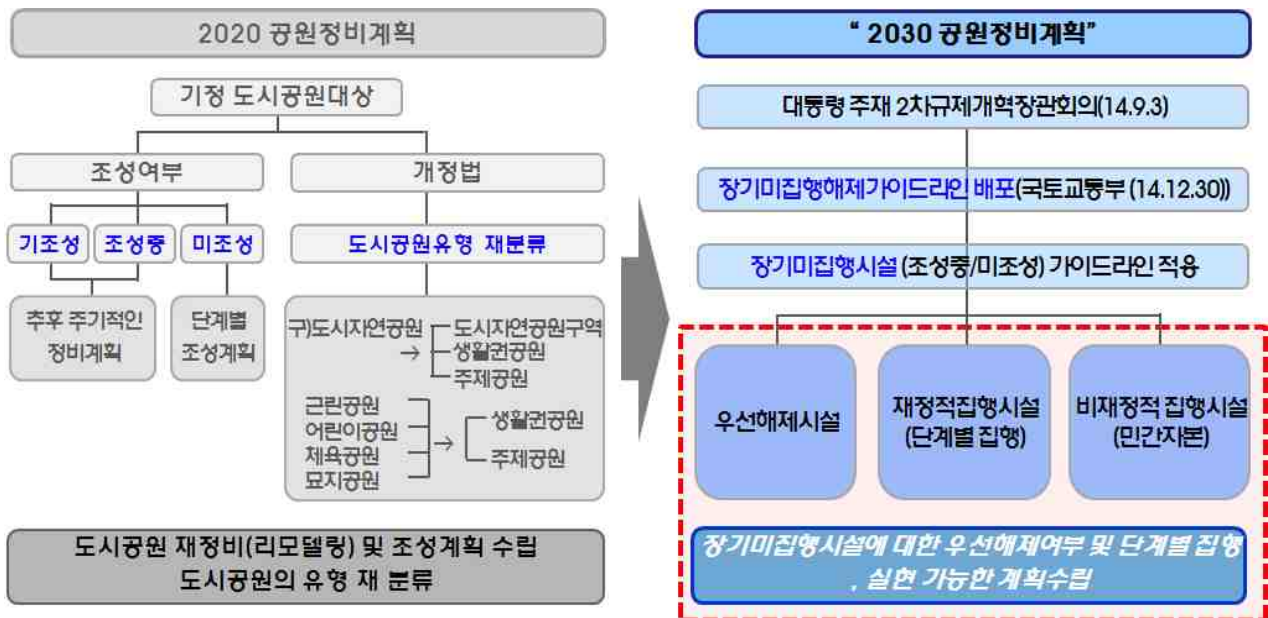 2020 공원정비계획
기정 도시공원대상
조성여부
개정법
기조성
조성중
미조성
도시공원유형 재분류
추후 주기적인
정비계획
단계별
조성계획
구)도시자연공원
→
도시자연공원구역
생활권공원
주제공원
근린공원
어린이공원
체육공원
묘지공원
→
생활권공원
주제공원
도시공원 재정비(리모델링) 및 조성계획 수립
도시공원의 유형 재 분류
“ 2030 공원정비계획”
대통령 주재 2차규제개혁장관회의(14.9.3)
장기미집행해제가이드라인 배포(국토교통부 (14.12.30))
장기미집행시설 (조성중/미조성) 가이드라인 적용
우선해제시설
재정적집행시설
(단계별 집행)
비재정적 집행시설
(민간자본)
장기미집행시설에 대한 우선해제여부 및 단계별 집행
, 실현 가능한 계획수립